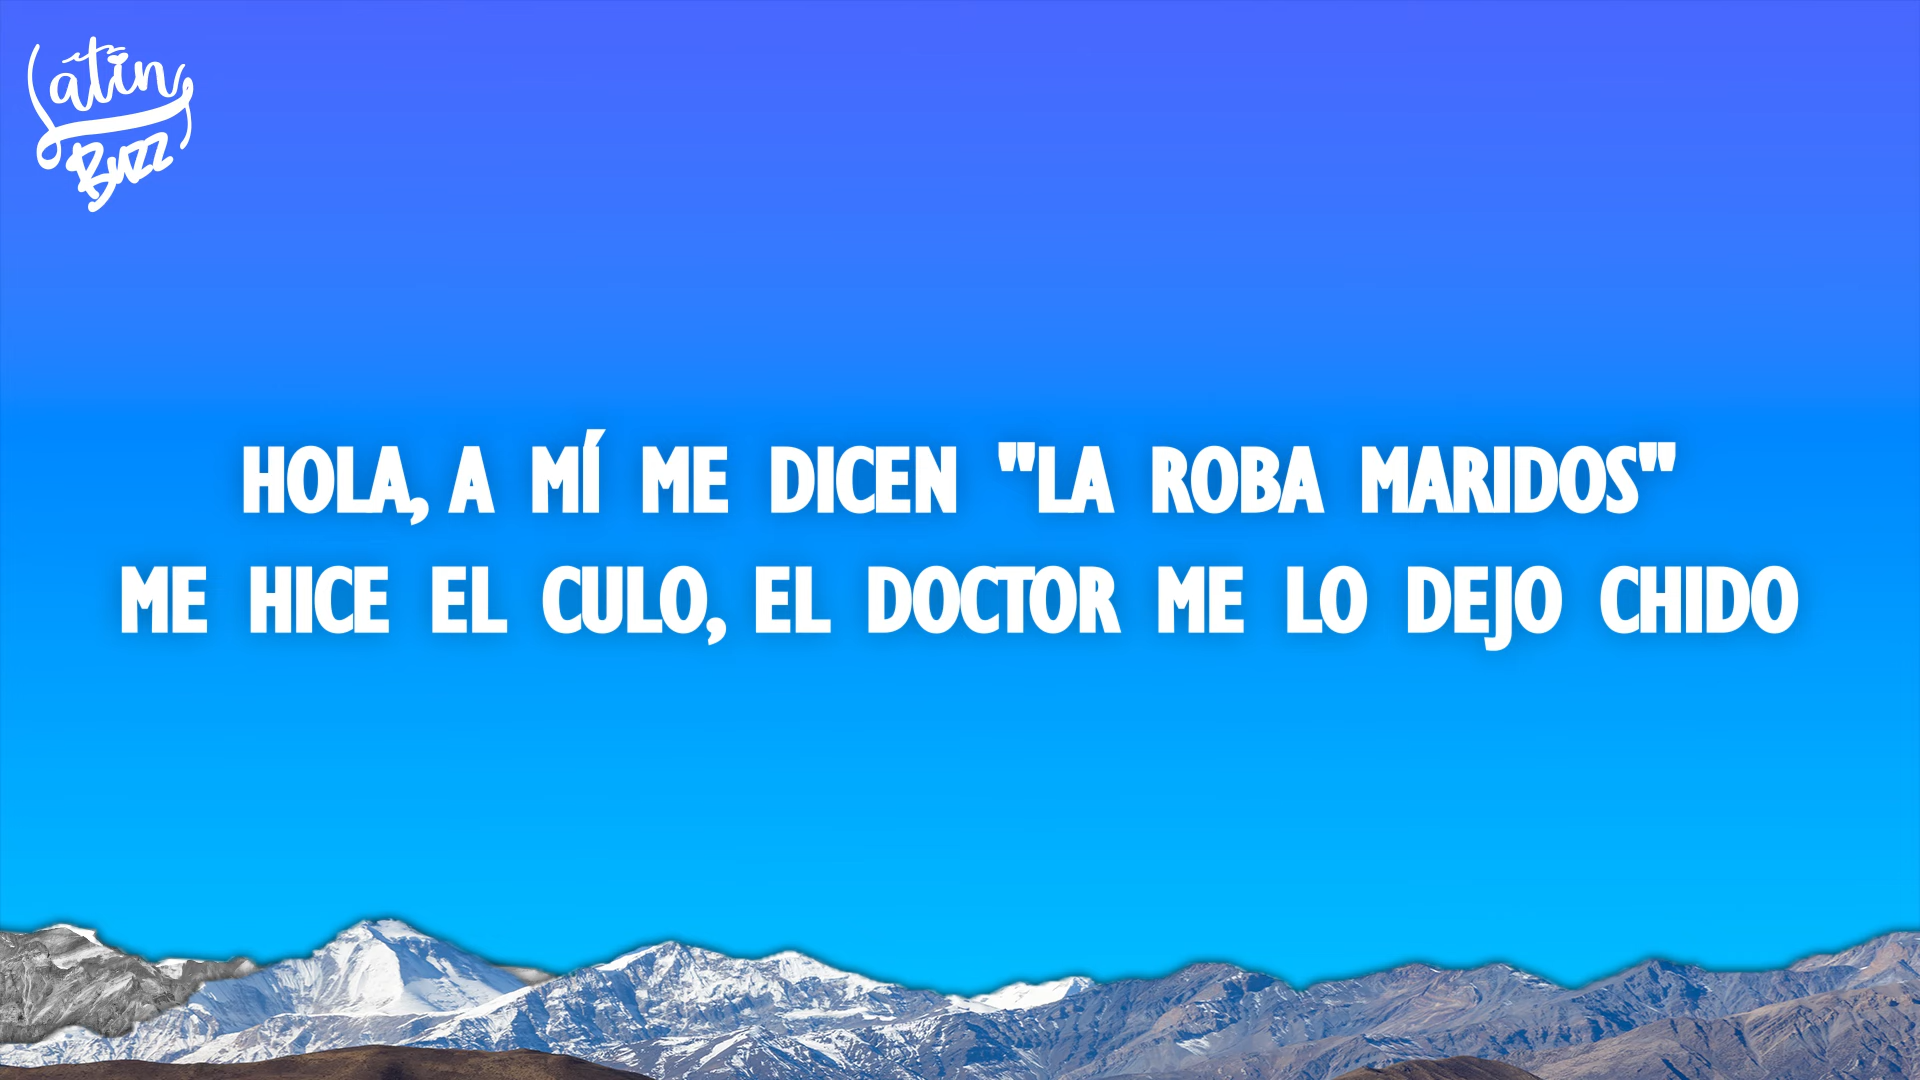 Latin
Buzz
HOLA, A MÍ ME DICEN "LA ROBA MARIDOS"
ME HICE EL CULO, EL DOCTOR ME LO DEJO CHIDO